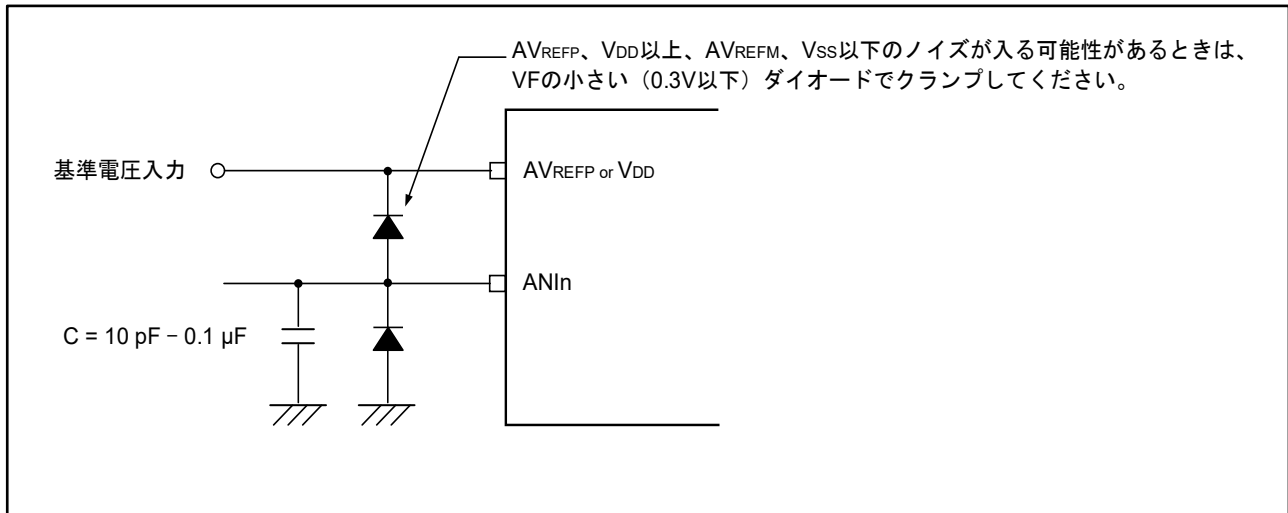 AVREFP、VDD以上、AVREFM、VSS以下のノイズが入る可能性があるときは、
VFの小さい（0.3V以下）ダイオードでクランプしてください。
基準電圧入力
AVREFP or VDD
ANIn
C = 10 pF − 0.1 μF